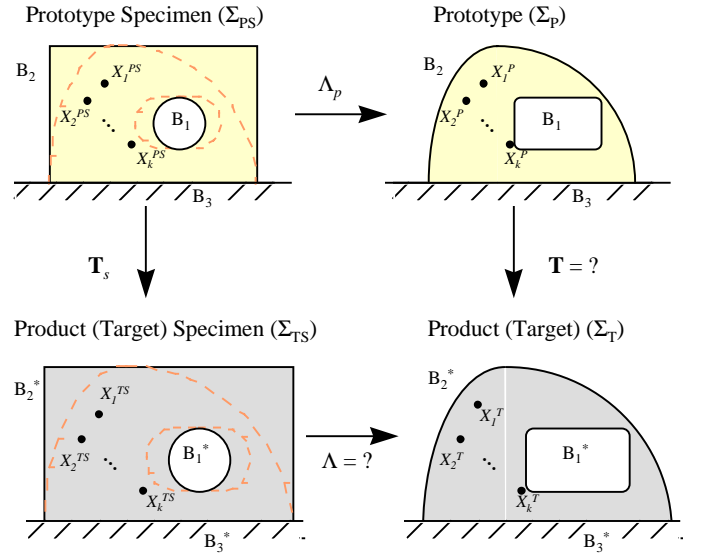 Prototype Specimen (Σ_PS)
Prototype (Σ_P)
B_2
X_1^PS
X_2^PS
...
X_k^PS
B_1
B_3
Λ_p
B_2
X_1^P
X_2^P
...
X_k^P
B_1
B_3
T_s
T = ?
Product (Target) Specimen (Σ_TS)
Product (Target) (Σ_T)
B_2^*
X_1^TS
X_2^TS
...
X_k^TS
B_1^*
B_3^*
Λ = ?
B_2^*
X_1^T
X_2^T
...
X_k^T
B_1^*
B_3^*